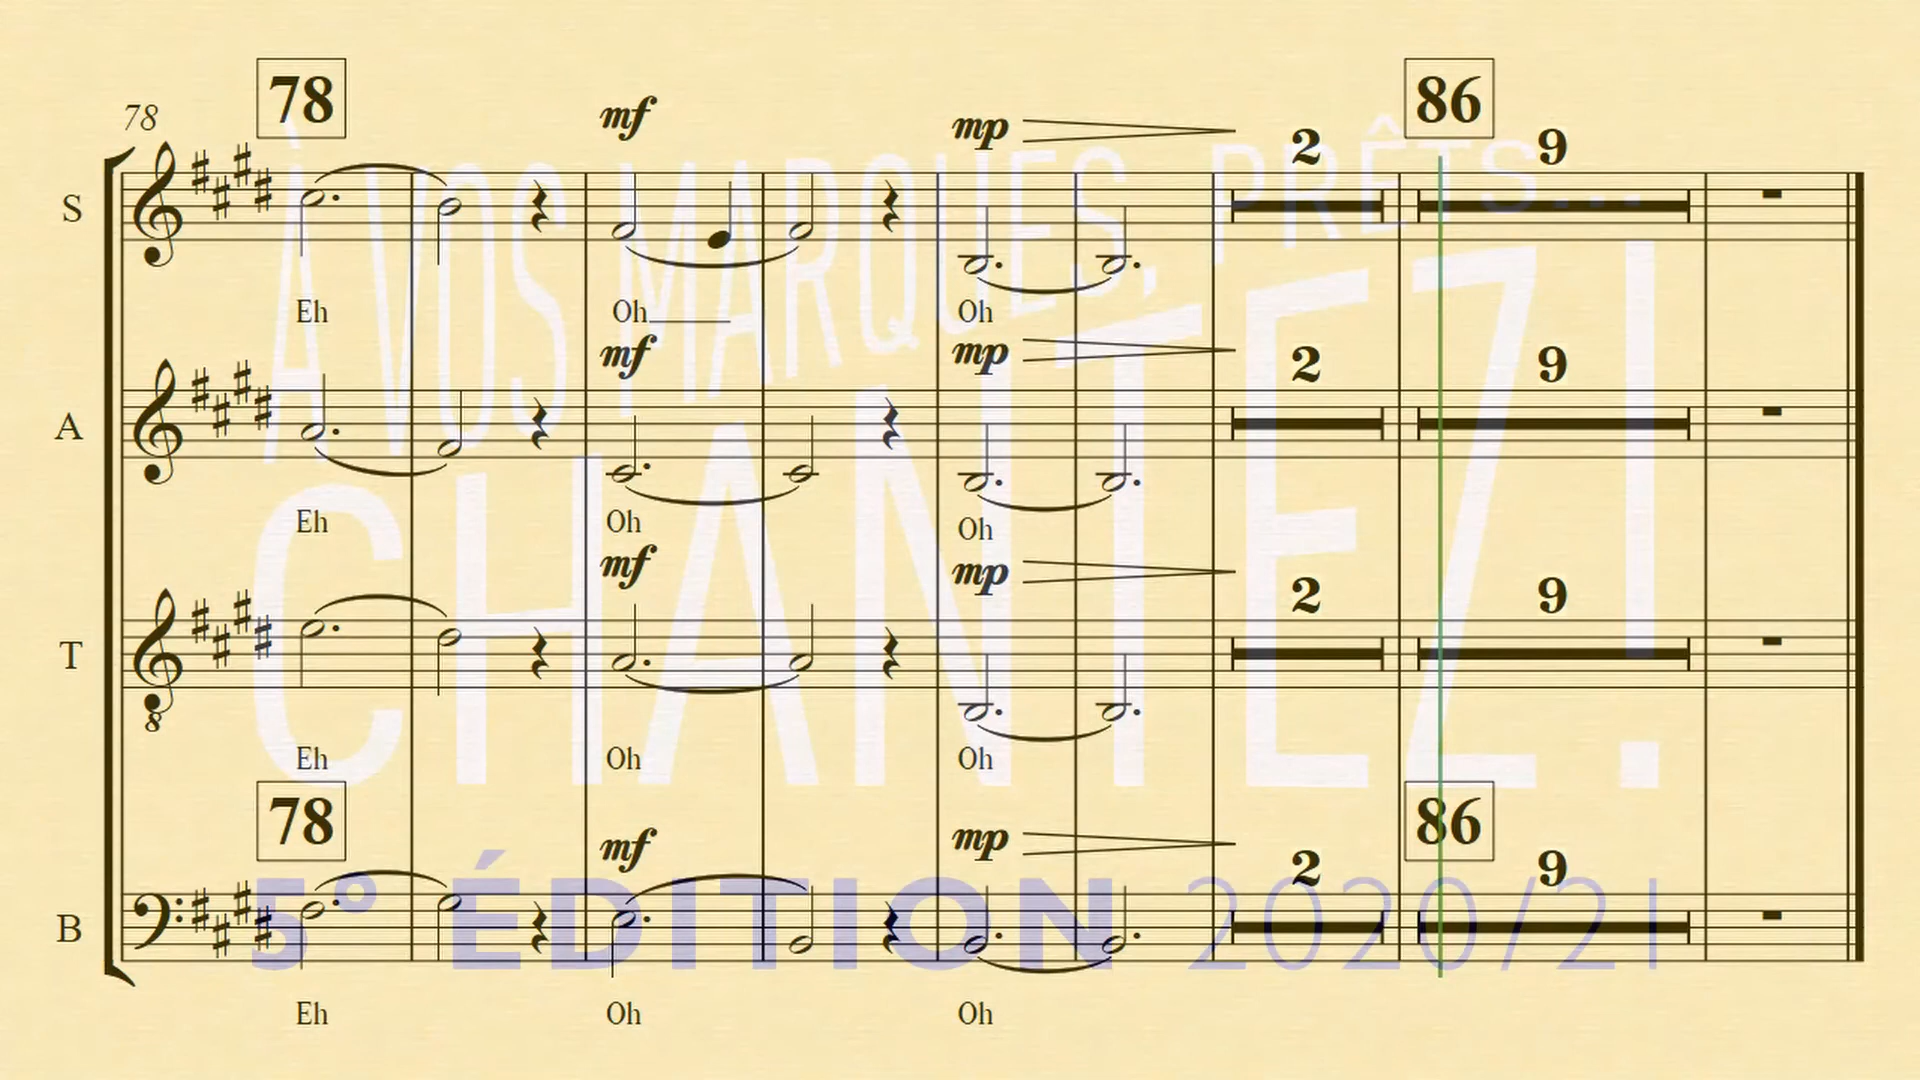 78 86
78
mf mp 2 9
S
Eh Oh____ Oh
mf mp 2 9
A
Eh Oh Oh
mf mp 2 9
T
8
Eh Oh Oh
78 86
mf mp 2 9
B
Eh Oh Oh
À VOS MARQUES, PRÊTS...
CHANTEZ!
5° ÉDITION 2020/21